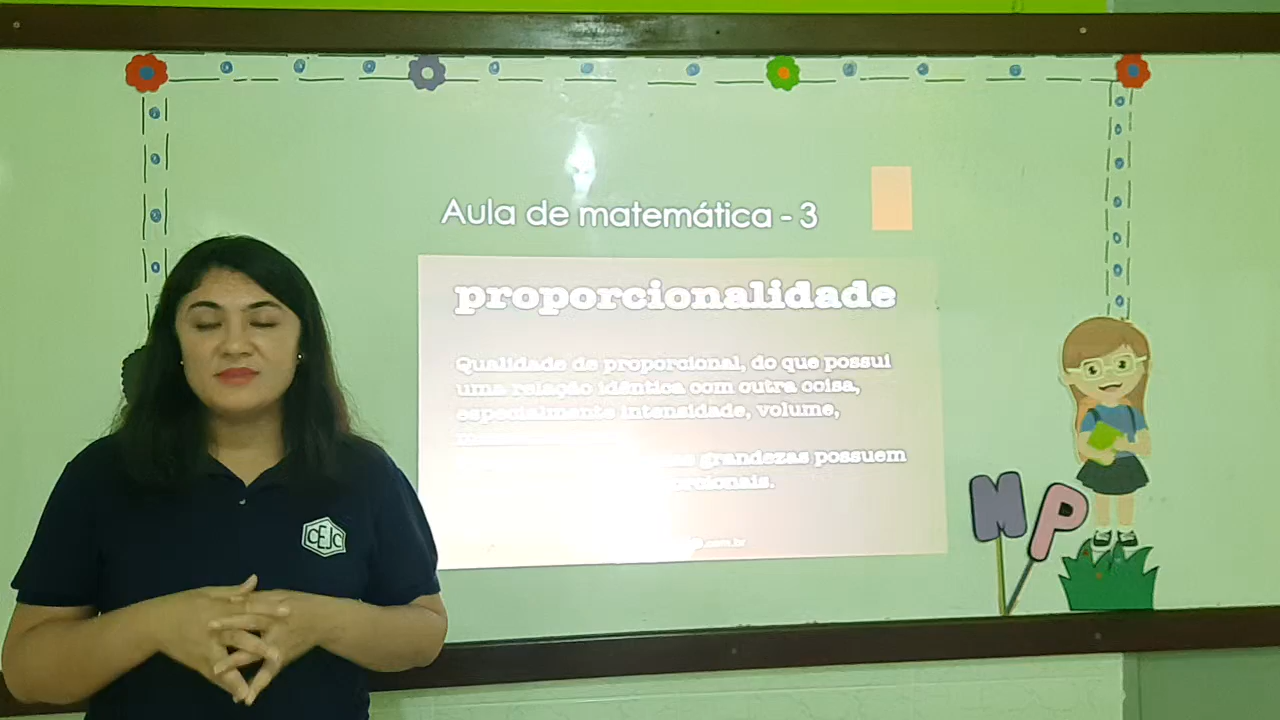 Aula de matemática - 3
proporcionalidade
Qualidade de proporcional, do que possui
uma relação idêntica com outra coisa,
especialmente intensidade, volume,
grandezas possuem
CEJC
M
P